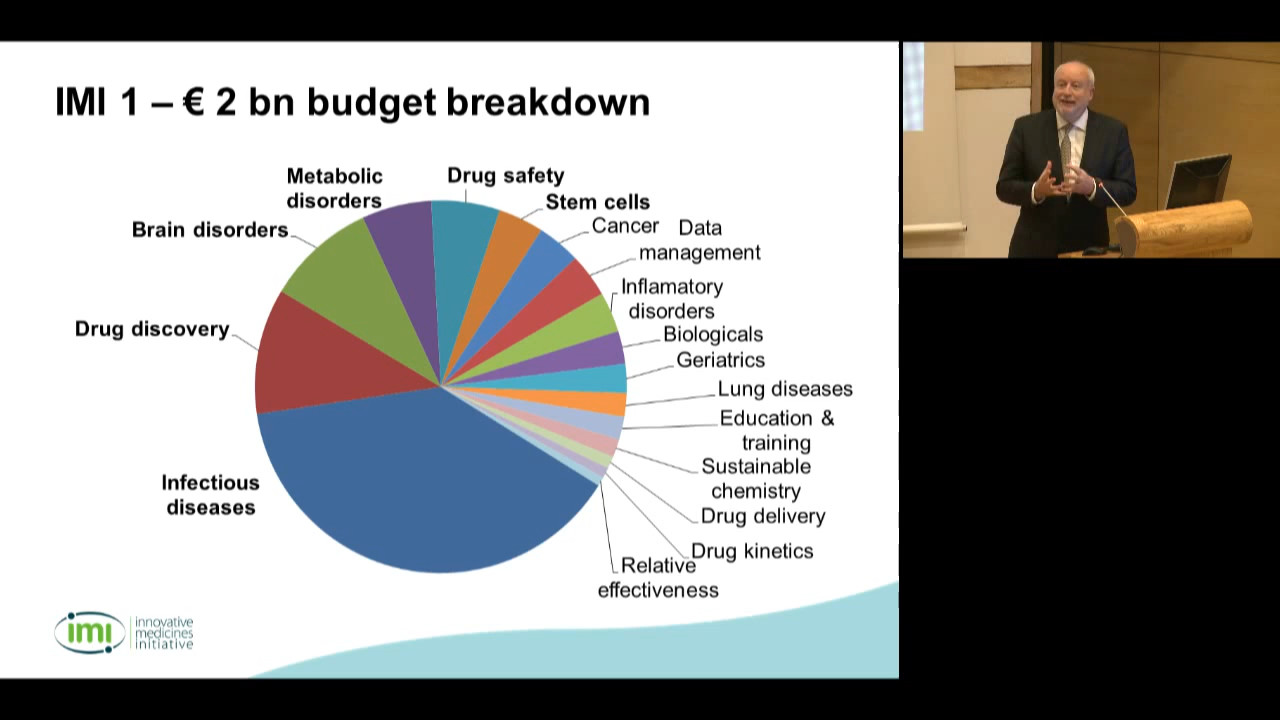 IMI 1 – € 2 bn budget breakdown
Metabolic
disorders
Drug safety
Stem cells
Brain disorders
Cancer
Data
management
Inflamatory
disorders
Drug discovery
Biologicals
Geriatrics
Lung diseases
Education &
training
Sustainable
chemistry
Infectious
diseases
Drug delivery
Drug kinetics
Relative
effectiveness
imi
innovative
medicines
initiative